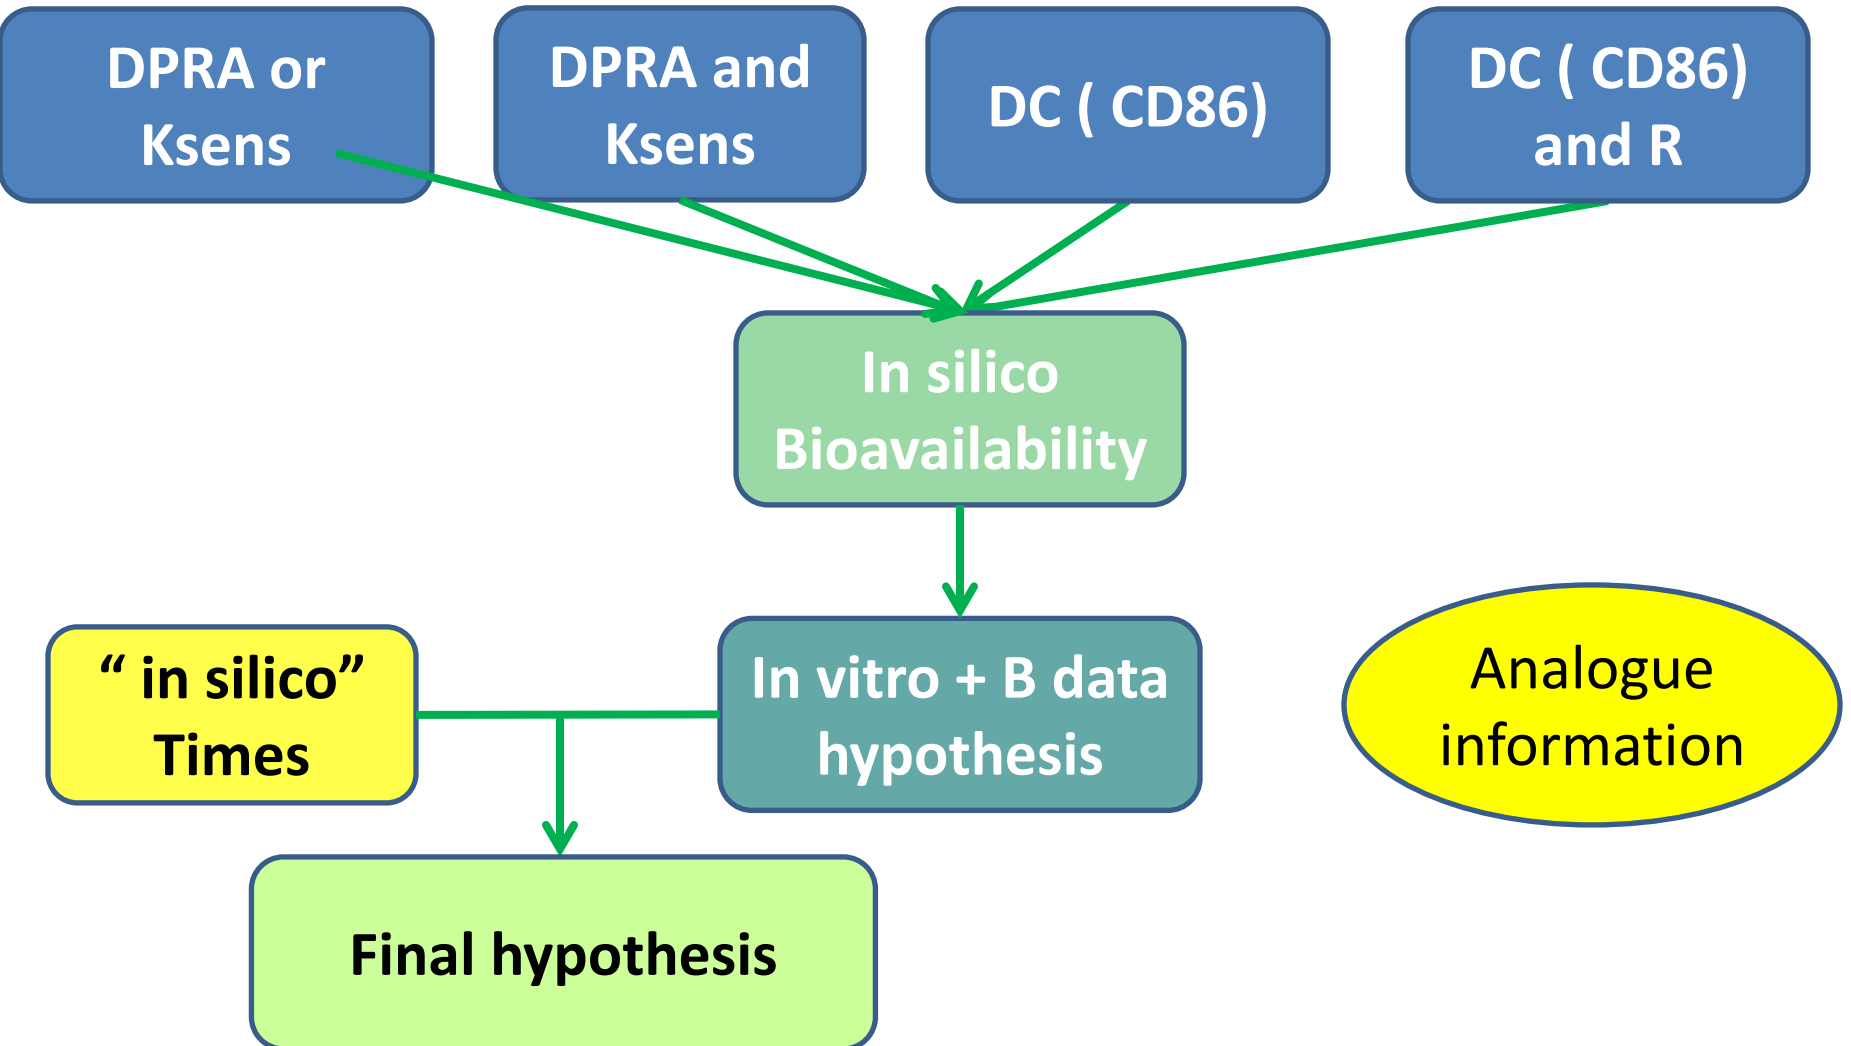 DPRA or
Ksens
DPRA and
Ksens
DC ( CD86)
DC ( CD86)
and R
In silico
Bioavailability
“ in silico”
Times
In vitro + B data
hypothesis
Analogue
information
Final hypothesis